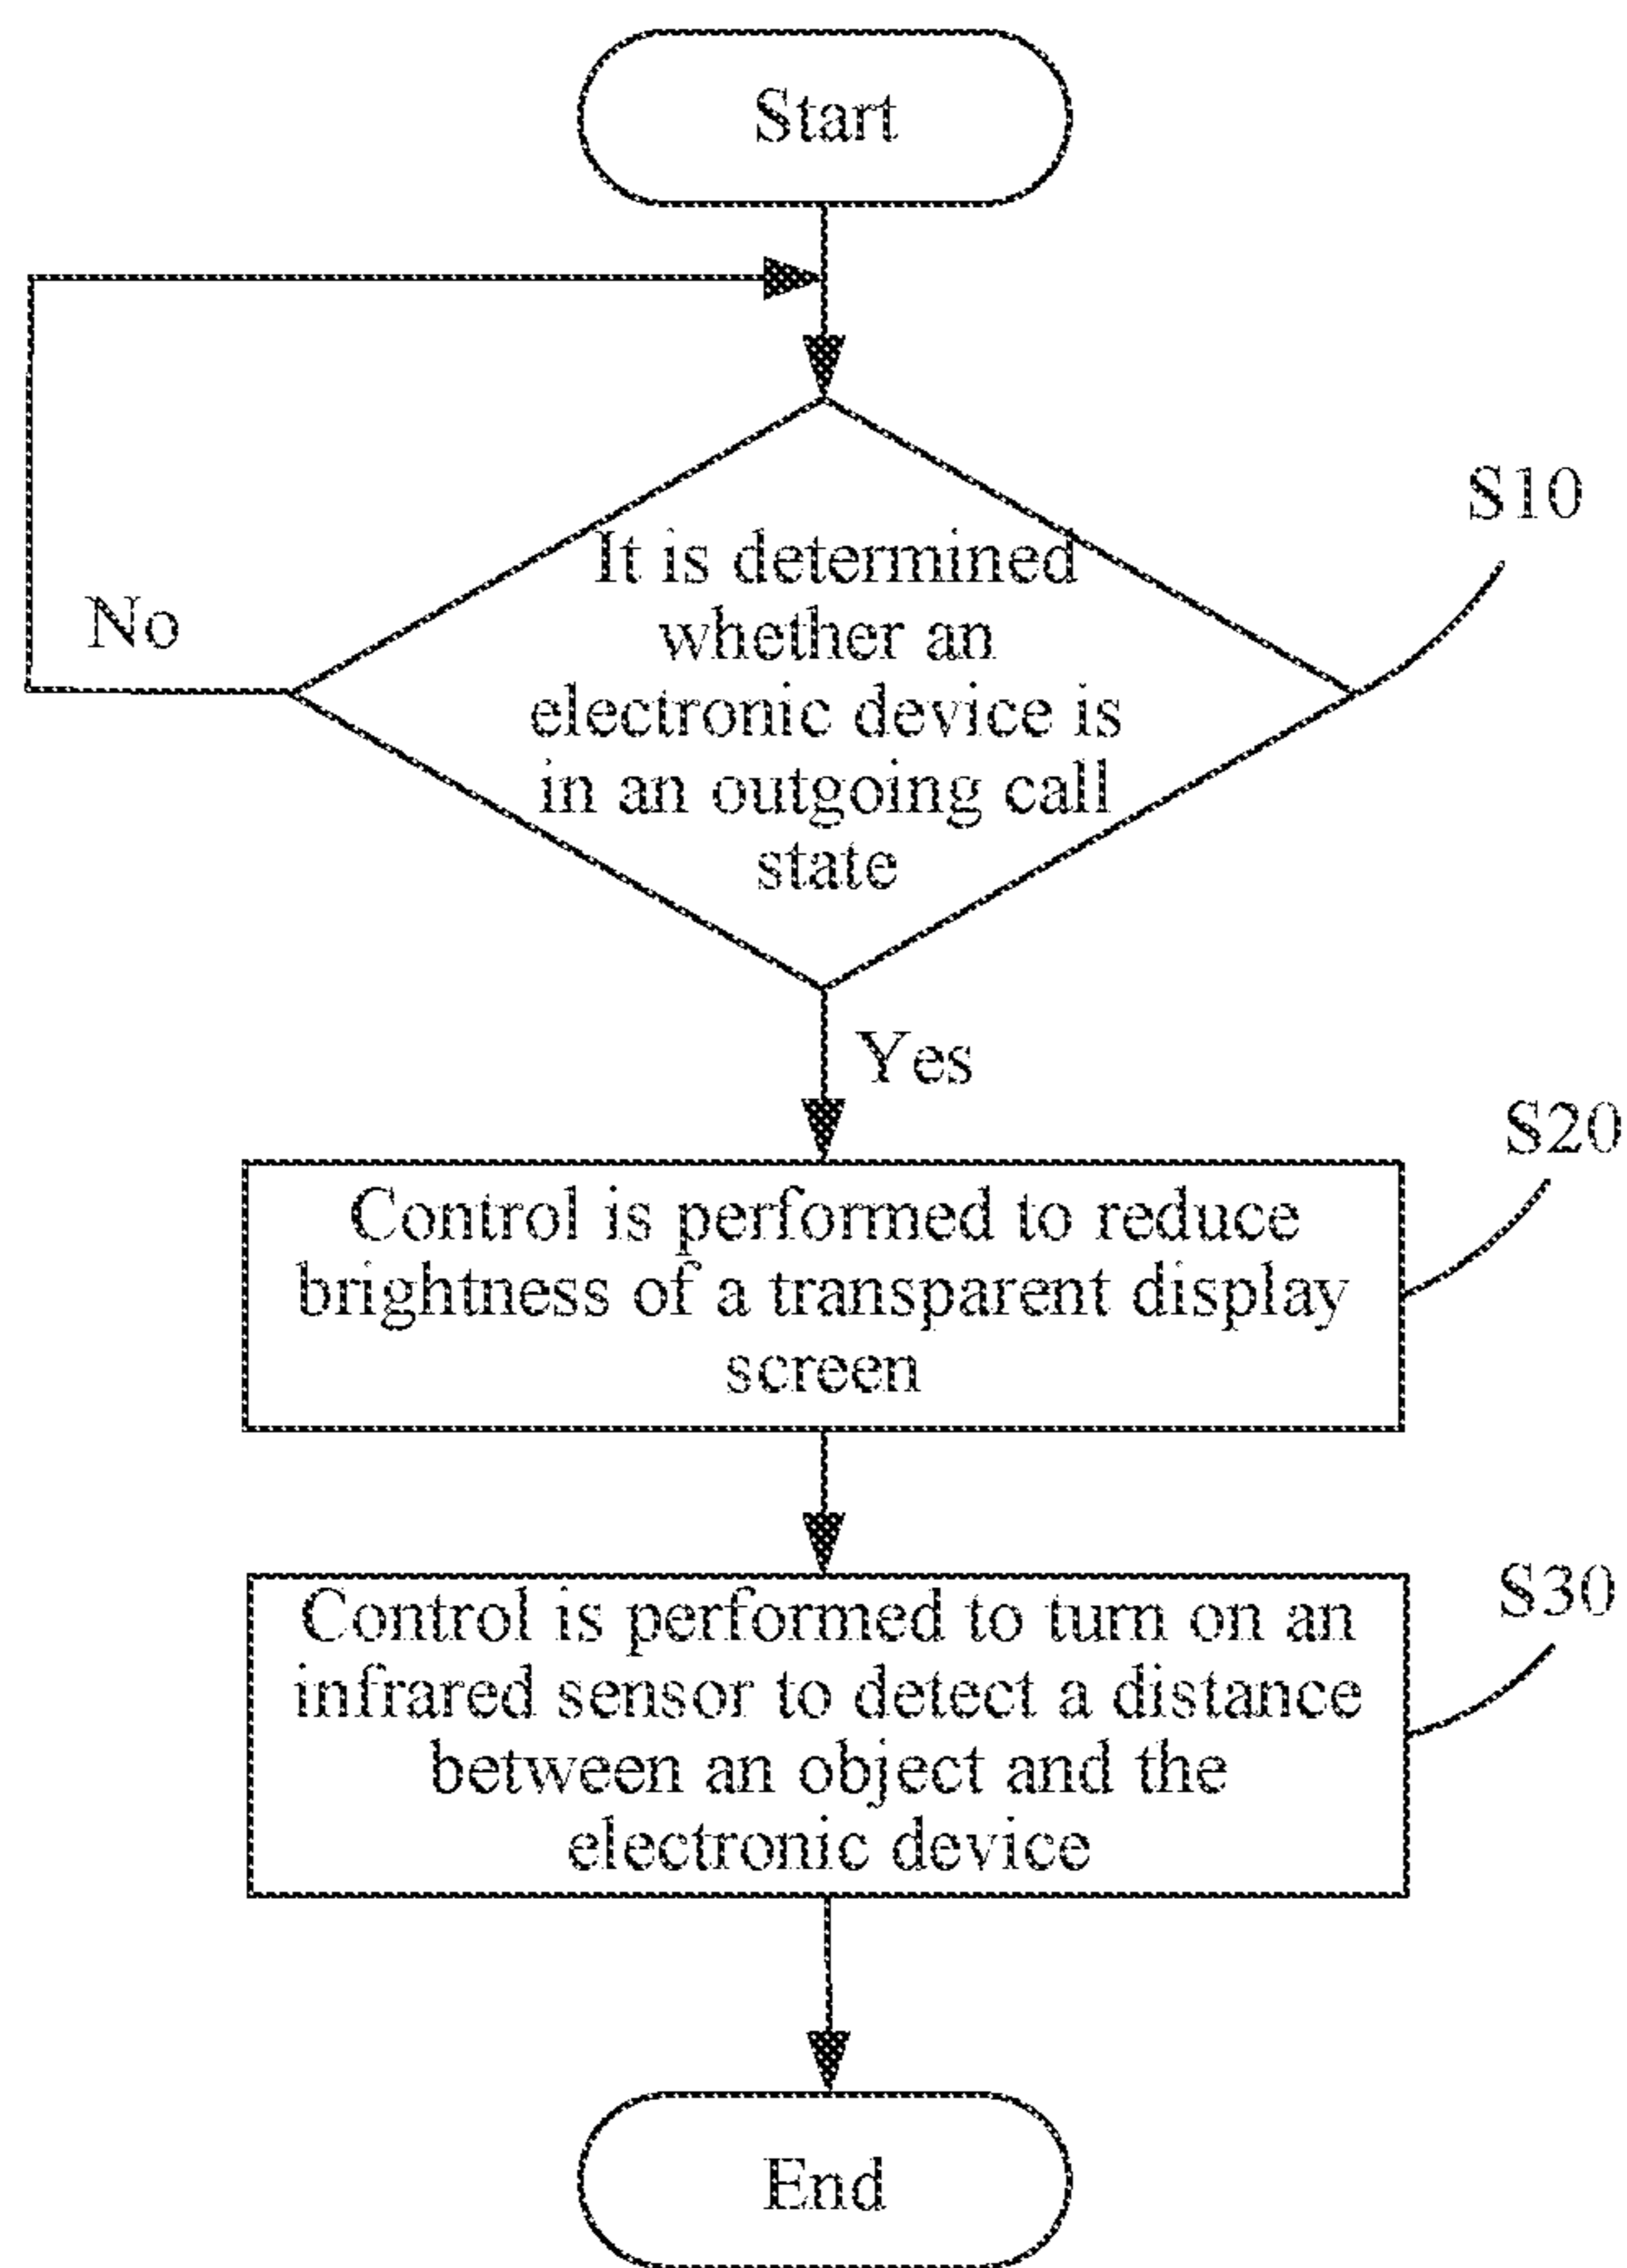 Start
S10
It is determined
whether an
electronic device is
in an outgoing call
state
No
Yes
S20
Control is performed to reduce
brightness of a transparent display
screen
S30
Control is performed to turn on an
infrared sensor to detect a distance
between an object and the
electronic device
End